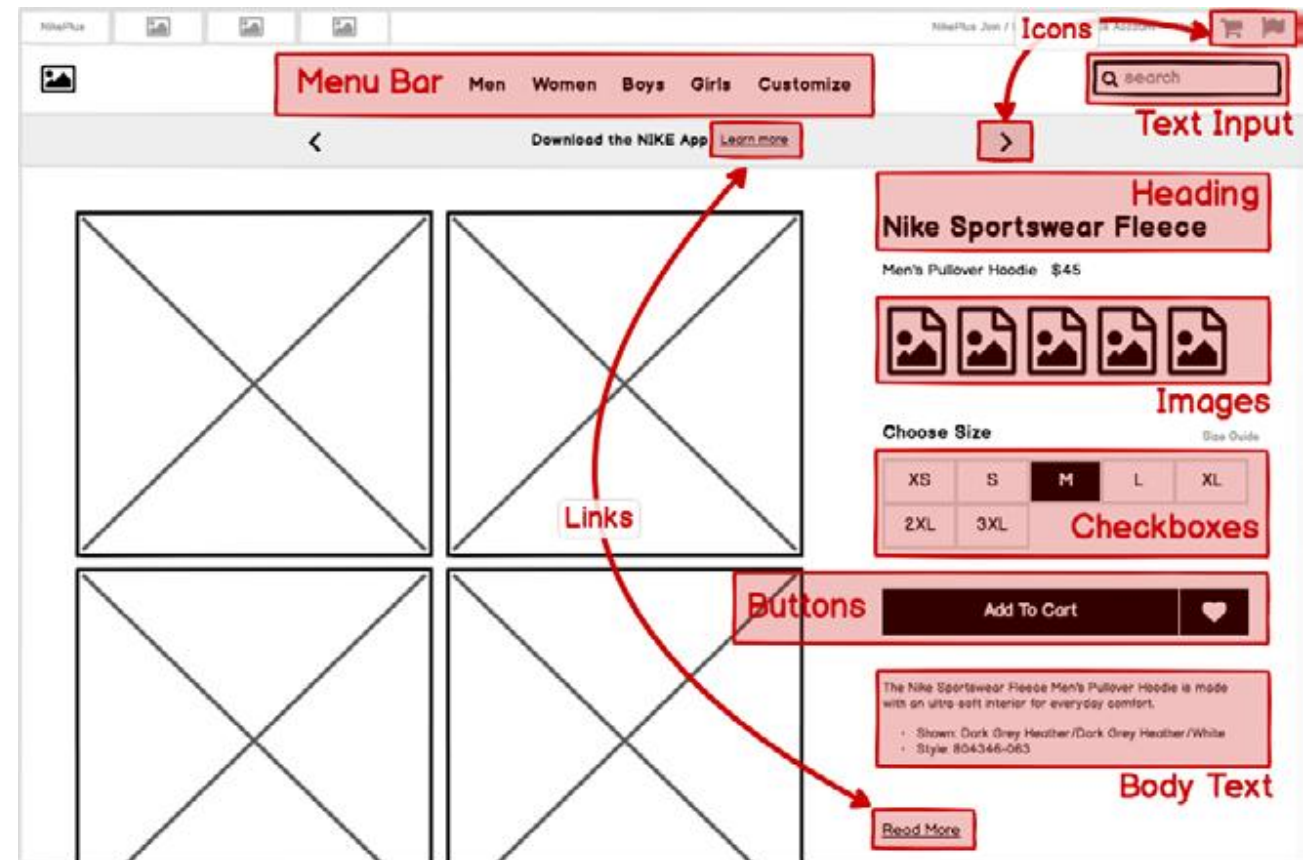 NikePlus
NikePlus Join /
Account
Icons
Menu Bar Men Women Boys Girls Customize
search
Text Input
Download the NIKE App Learn more
Heading
Nike Sportswear Fleece
Men's Pullover Hoodie $45
Images
Choose Size Size Guide
XS S M L XL
2XL 3XL Checkboxes
Links
Buttons Add To Cart
The Nike Sportswear Fleece Men's Pullover Hoodie is made
with an ultra soft interior for everyday comfort.
· Shown: Dark Grey Heather/Dark Grey Heather/White
· Style: 804346-063
Body Text
Read More